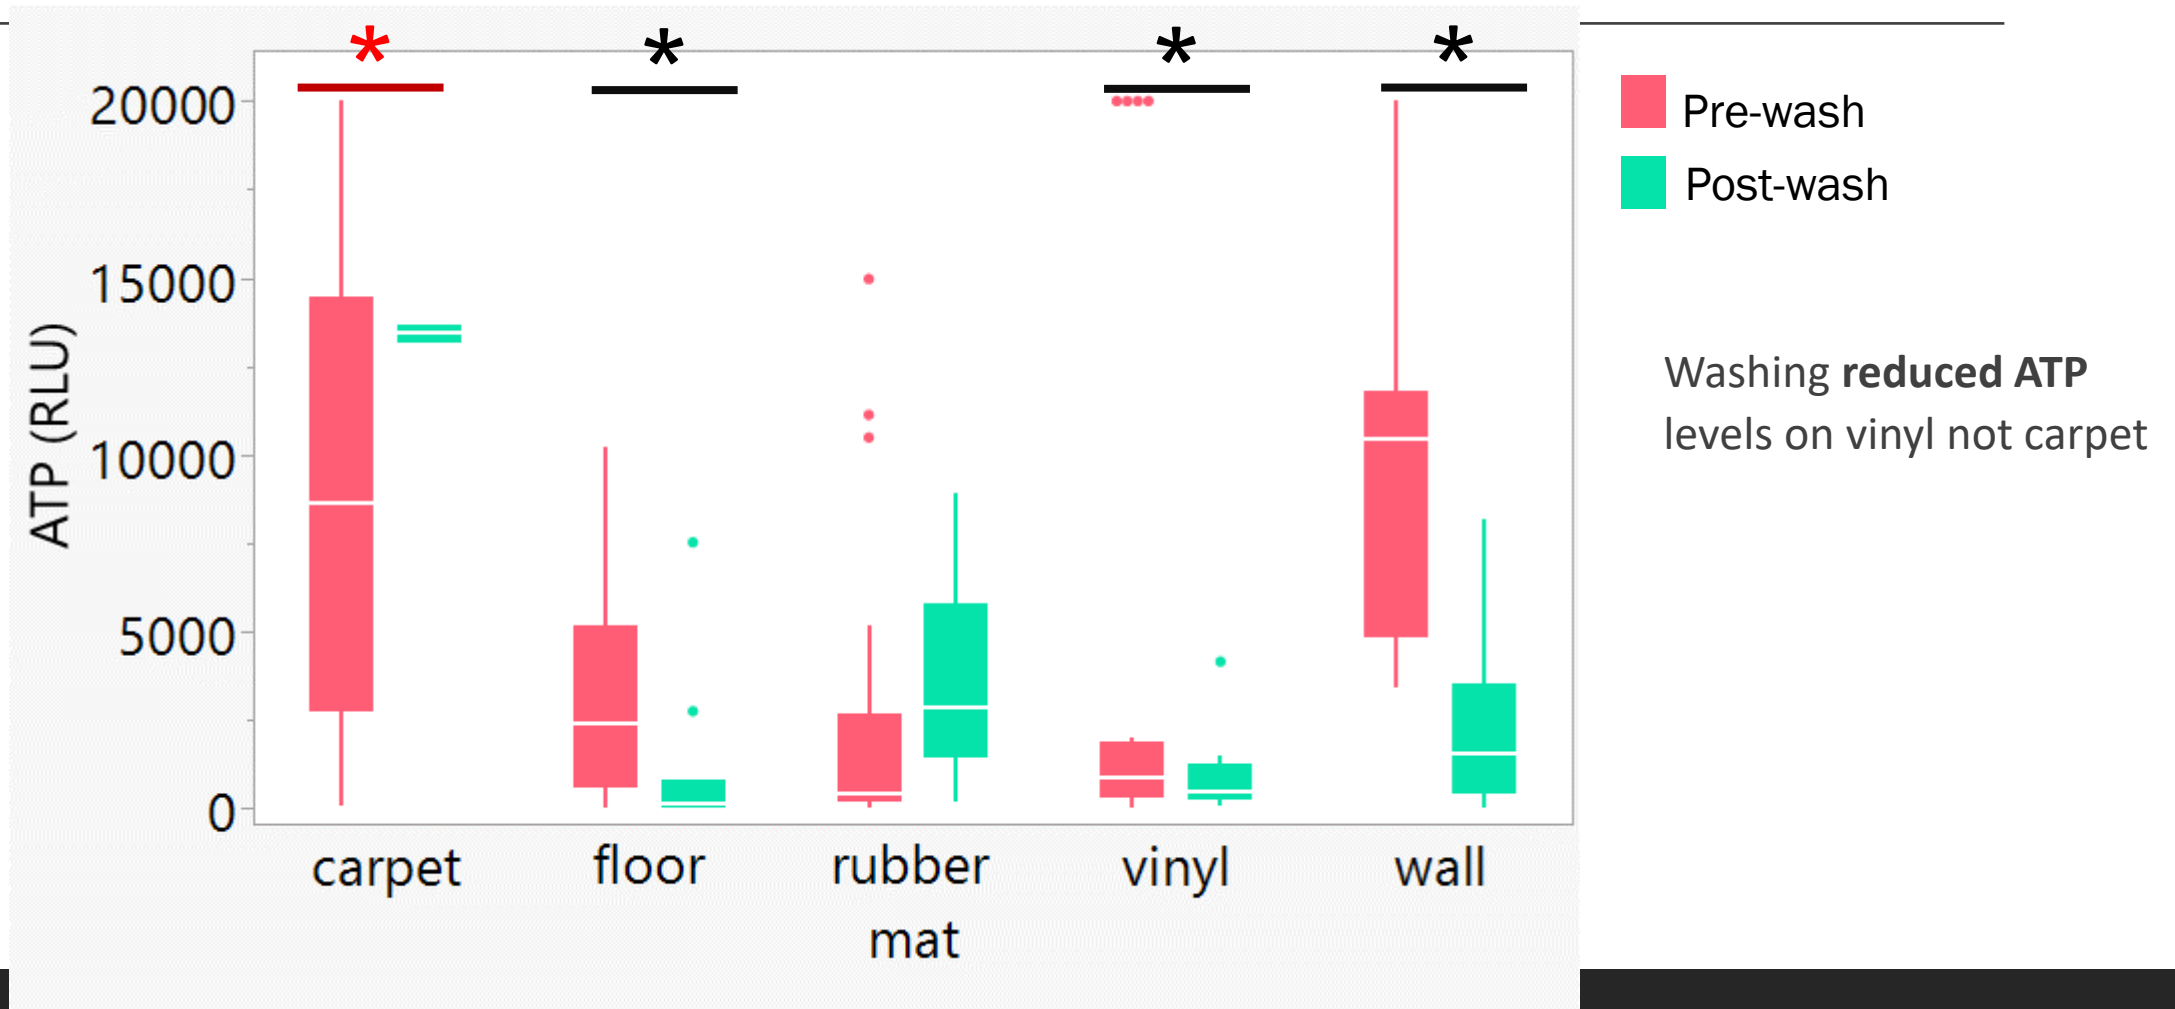 * * * *
20000
15000
10000
5000
0
ATP (RLU)
carpet floor rubber vinyl wall
mat
Pre-wash
Post-wash
Washing reduced ATP
levels on vinyl not carpet